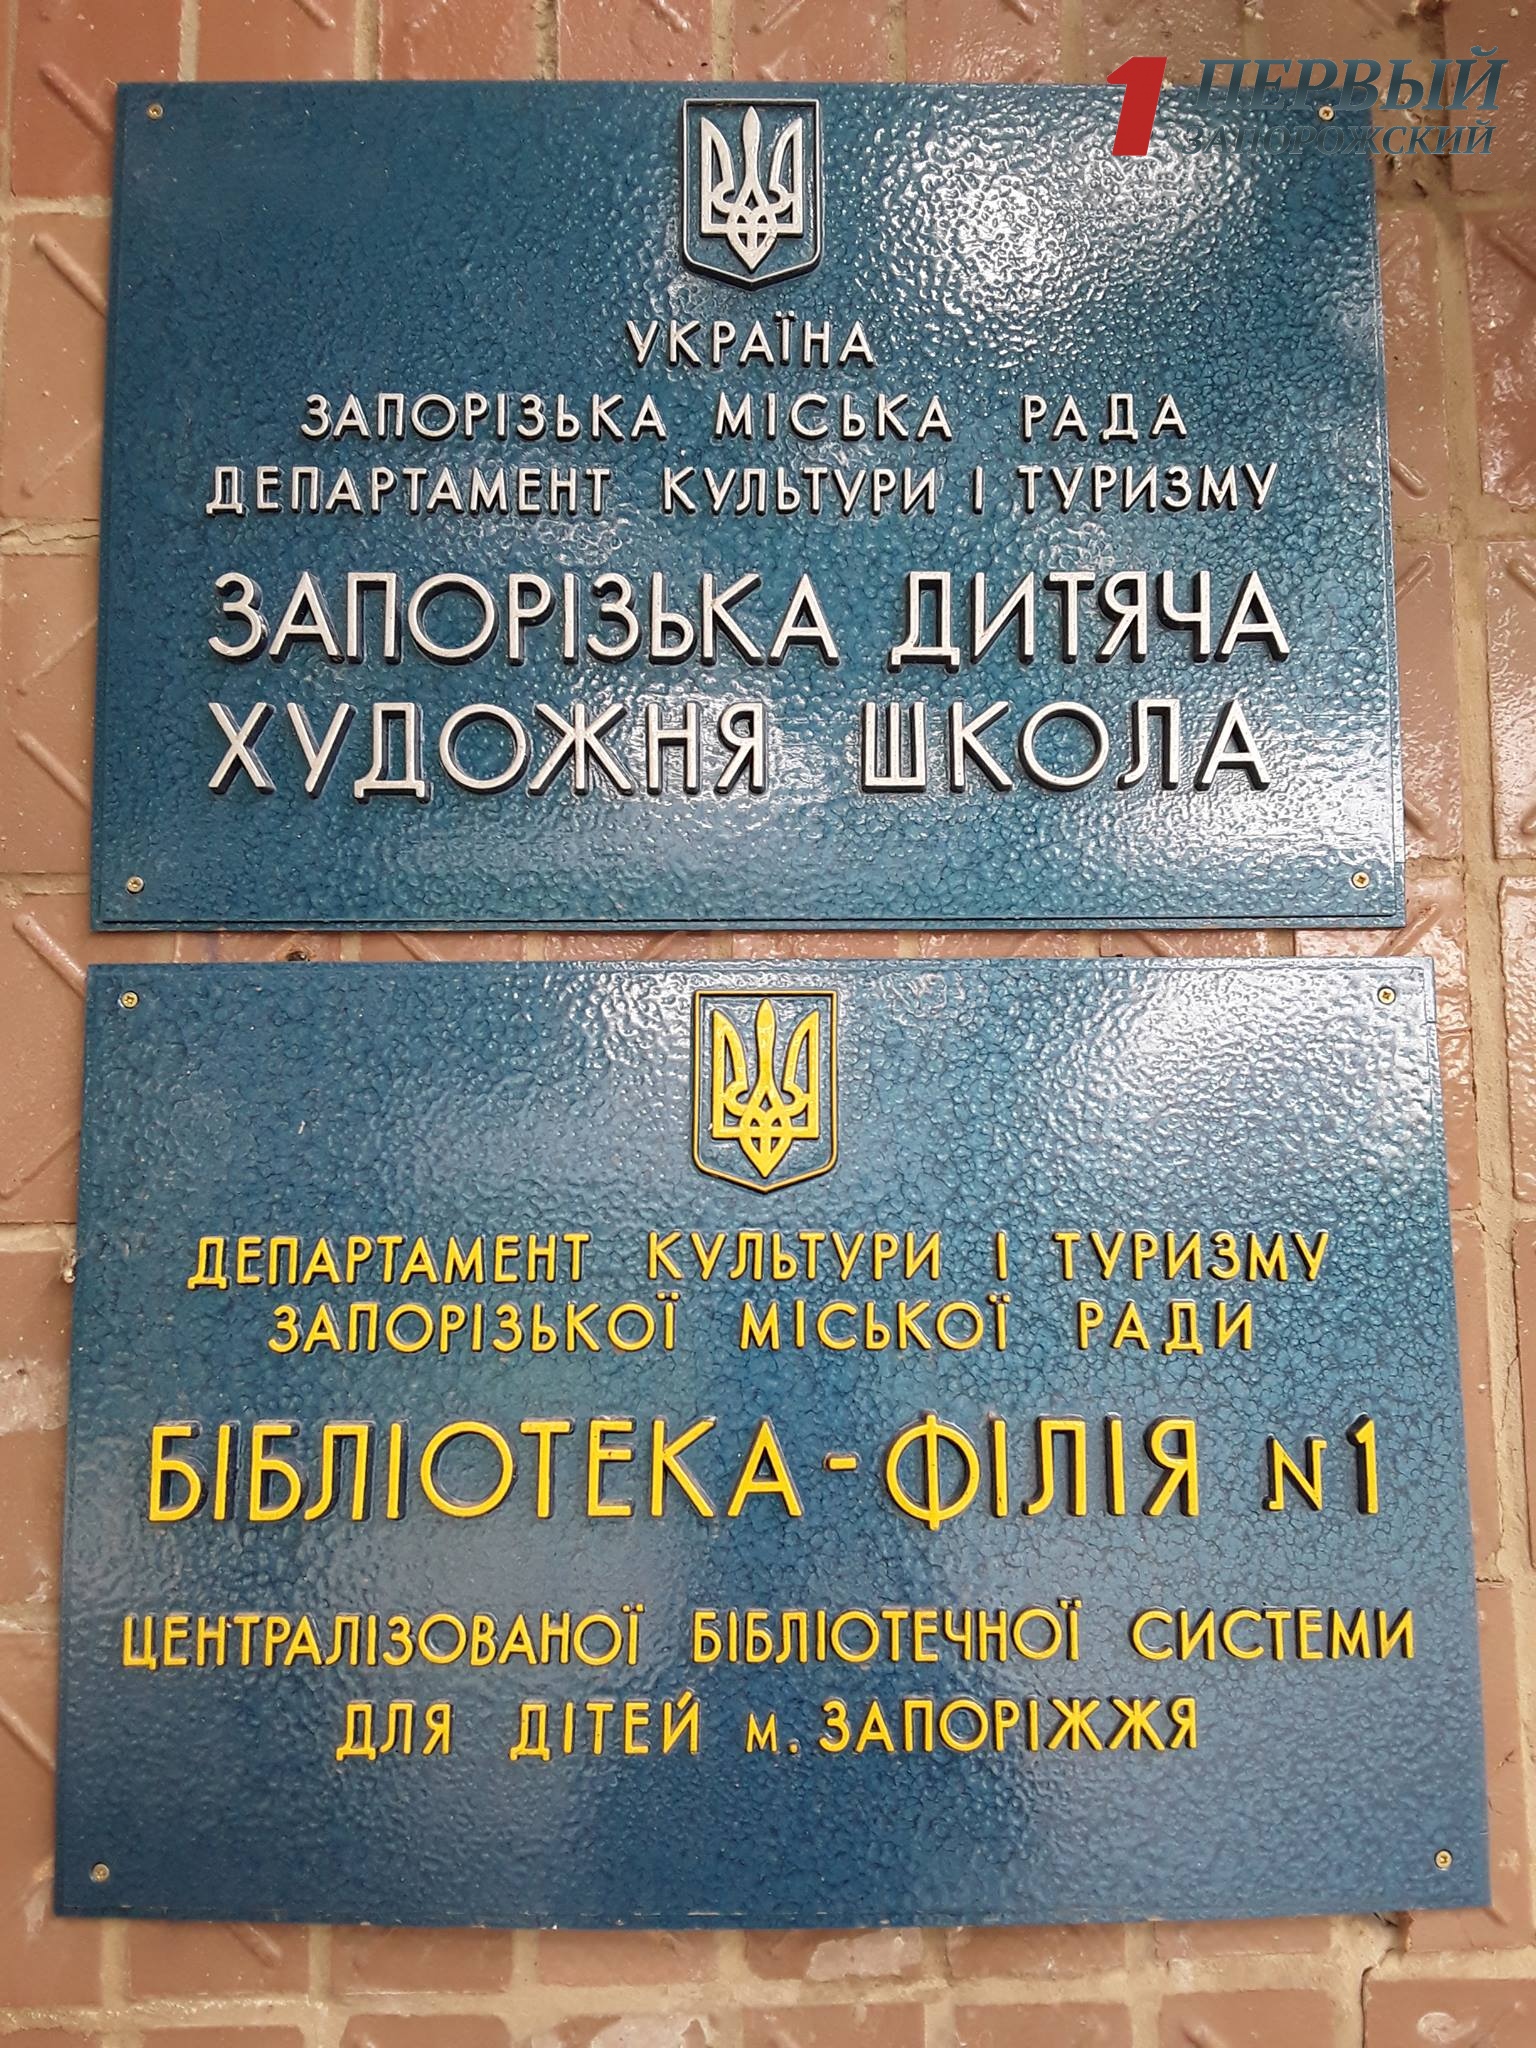 1 ПЕРВЫЙ
ЗАПОРОЖСКИЙ
УКРАЇНА
ЗАПОРІЗЬКА МІСЬКА РАДА
ДЕПАРТАМЕНТ КУЛЬТУРИ І ТУРИЗМУ
ЗАПОРІЗЬКА ДИТЯЧА
ХУДОЖНЯ ШКОЛА
ДЕПАРТАМЕНТ КУЛЬТУРИ І ТУРИЗМУ
ЗАПОРІЗЬКОЇ МІСЬКОЇ РАДИ
БІБЛІОТЕКА-ФІЛІЯ N1
ЦЕНТРАЛІЗОВАНОЇ БІБЛІОТЕЧНОЇ СИСТЕМИ
ДЛЯ ДІТЕЙ м. ЗАПОРІЖЖЯ